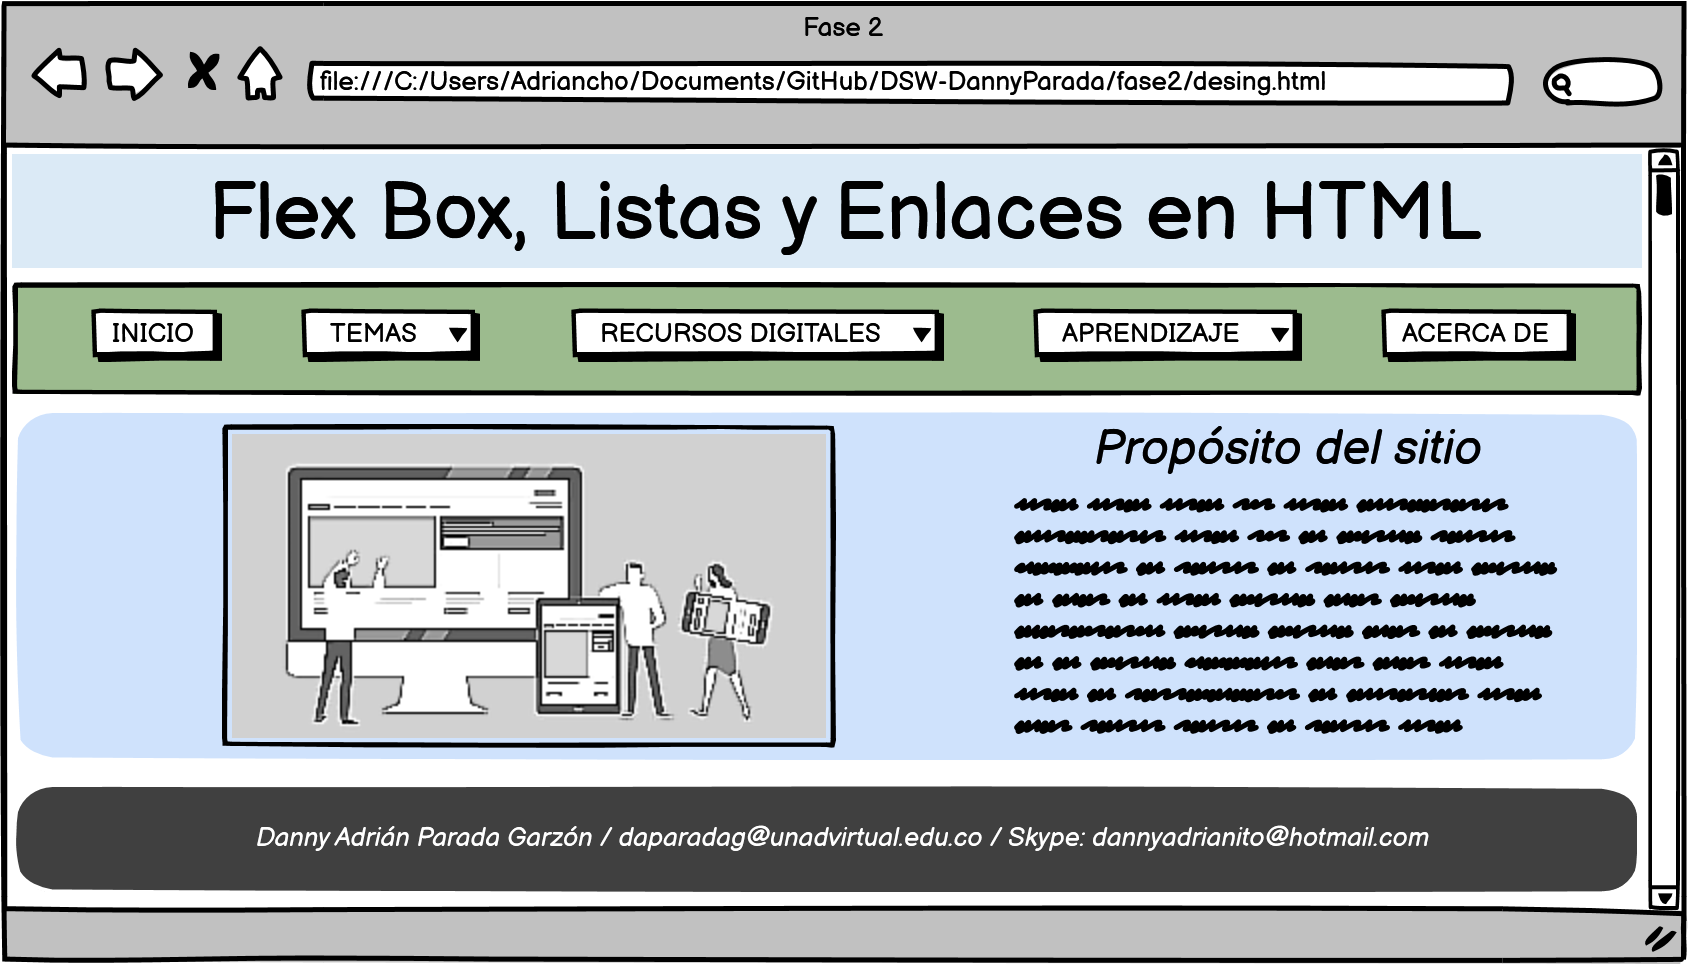 Fase 2
file:///C:/Users/Adriancho/Documents/GitHub/DSW-DannyParada/fase2/desing.html
Flex Box, Listas y Enlaces en HTML
INICIO TEMAS RECURSOS DIGITALES APRENDIZAJE ACERCA DE
Propósito del sitio
Danny Adrián Parada Garzón / daparadag@unadvirtual.edu.co / Skype: dannyadrianito@hotmail.com